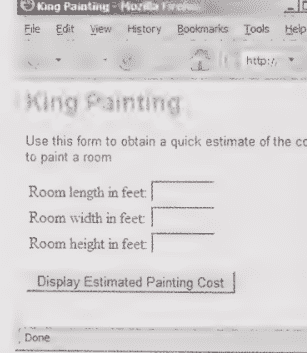 King Painting - Mozilla Firefox
File Edit View History Bookmarks Tools Help
http:/
King Painting
Use this form to obtain a quick estimate of the co
to paint a room
Room length in feet:
Room width in feet:
Room height in feet:
Display Estimated Painting Cost
Done